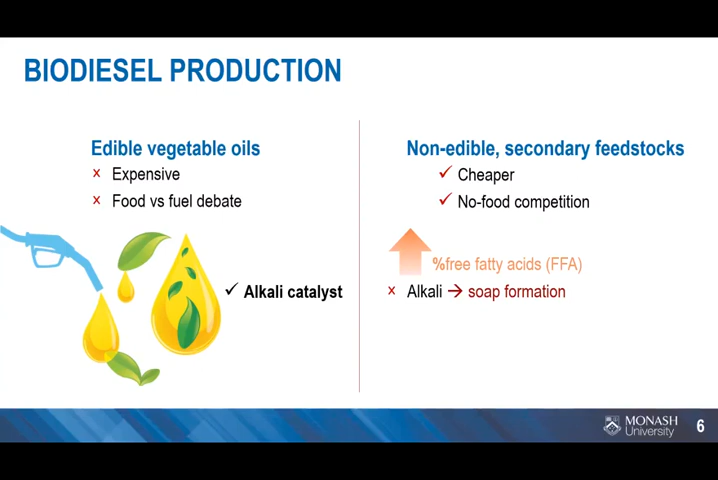 BIODIESEL PRODUCTION
Edible vegetable oils
× Expensive
× Food vs fuel debate
✓ Alkali catalyst
Non-edible, secondary feedstocks
✓ Cheaper
✓ No-food competition
%free fatty acids (FFA)
× Alkali → soap formation
MONASH
University
6